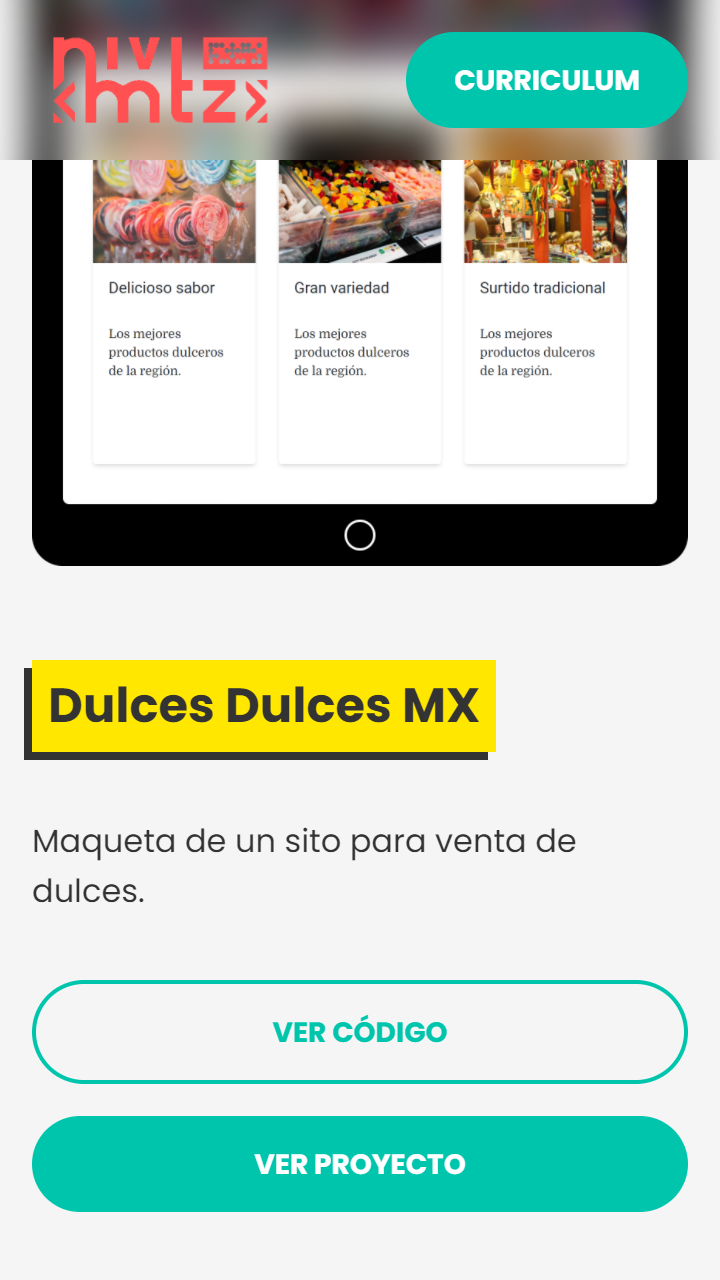 nivl
<mtz>
CURRICULUM
Delicioso sabor
Gran variedad
Surtido tradicional
Los mejores
productos dulceros
de la región.
Los mejores
productos dulceros
de la región.
Los mejores
productos dulceros
de la región.
Dulces Dulces MX
Maqueta de un sito para venta de
dulces.
VER CÓDIGO
VER PROYECTO